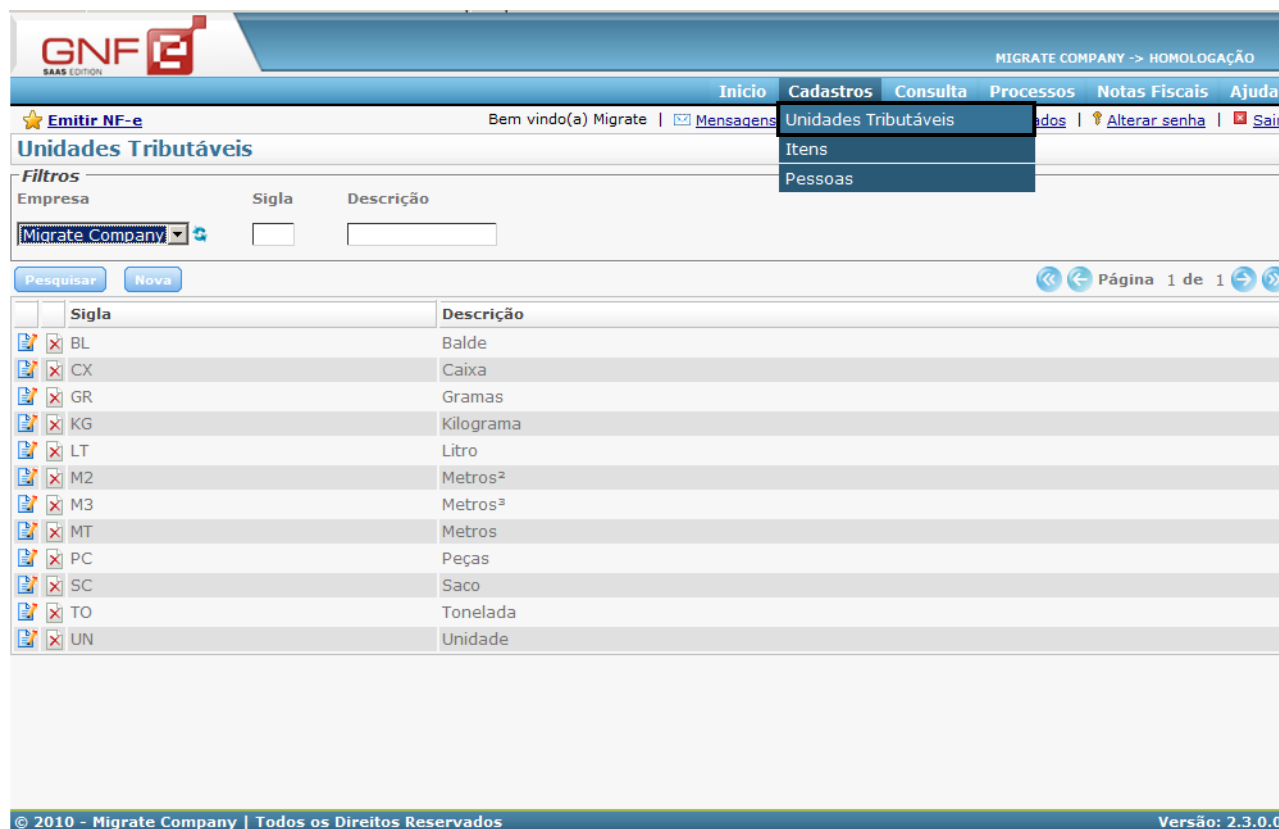 GNFe
SAAS EDITION
MIGRATE COMPANY -> HOMOLOGAÇÃO
Inicio Cadastros Consulta Processos Notas Fiscais Ajuda
Emitir NF-e Bem vindo(a) Migrate | Mensagens ados | Alterar senha | Sair
Unidades Tributáveis
Itens
Pessoas
Unidades Tributáveis
Filtros
Empresa Sigla Descrição
Migrate Company
Pesquisar Nova Página 1 de 1
Sigla Descrição
BL Balde
CX Caixa
GR Gramas
KG Kilograma
LT Litro
M2 Metros²
M3 Metros³
MT Metros
PC Peças
SC Saco
TO Tonelada
UN Unidade
© 2010 - Migrate Company | Todos os Direitos Reservados Versão: 2.3.0.0